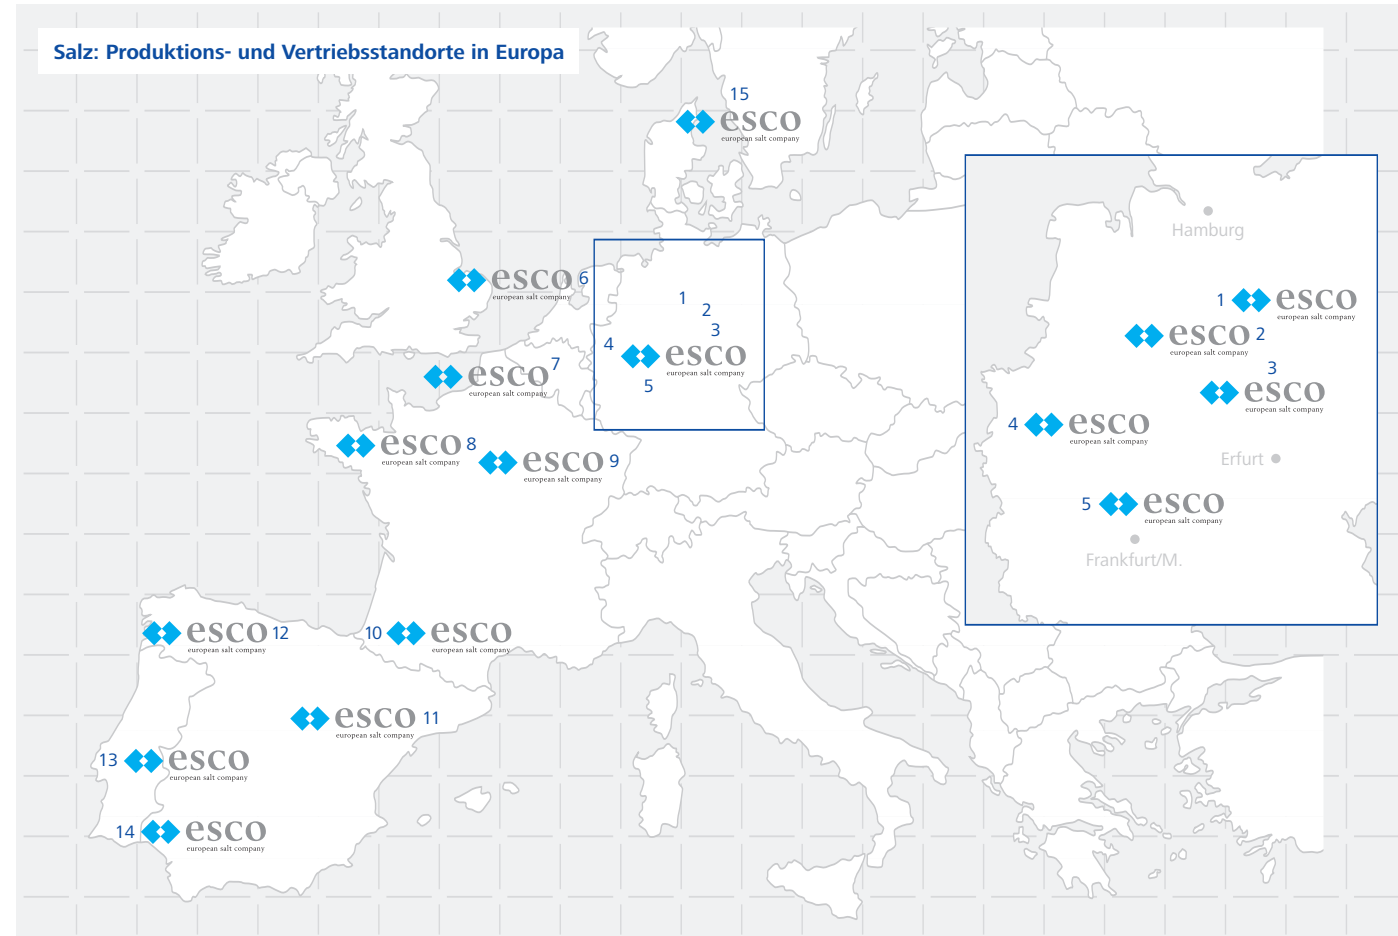 Salz: Produktions- und Vertriebsstandorte in Europa
15
esco
european salt company
Hamburg
6
esco
european salt company
1
2
3
4
esco
european salt company
5
1
esco
european salt company
esco
european salt company
2
3
esco
european salt company
4
esco
european salt company
Erfurt
5
esco
european salt company
Frankfurt/M.
7
esco
european salt company
esco
european salt company
8
esco
european salt company
9
esco
european salt company
12
10
esco
european salt company
esco
european salt company
11
13
esco
european salt company
14
esco
european salt company